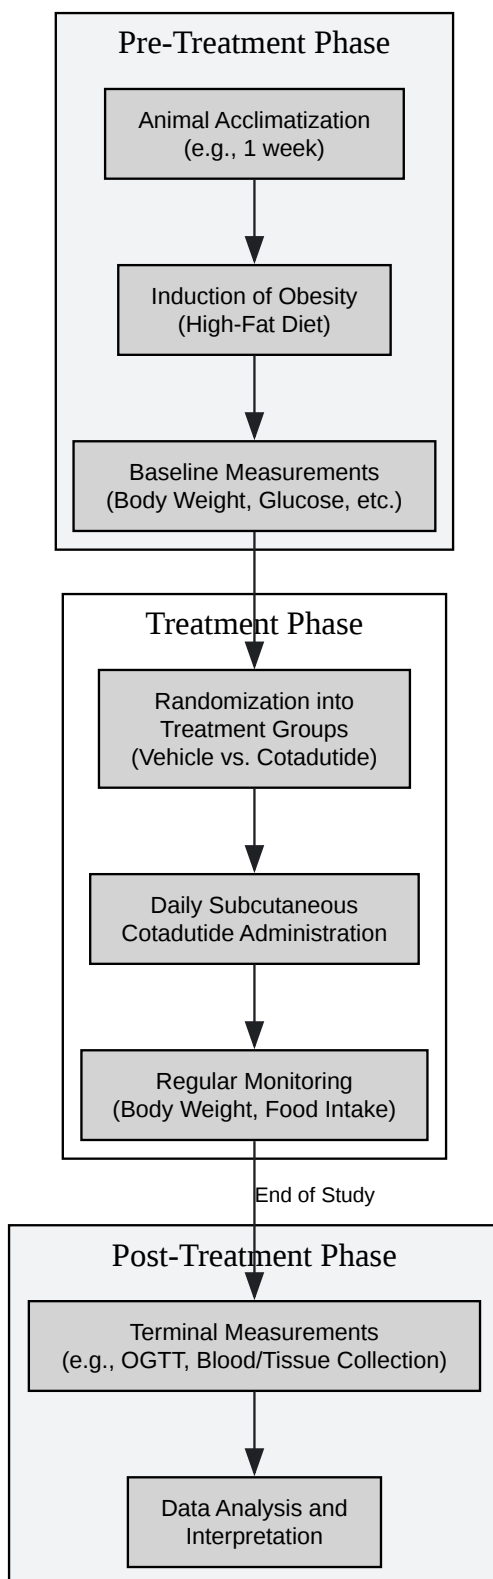 Pre-Treatment Phase
Animal Acclimatization
(e.g., 1 week)
Induction of Obesity
(High-Fat Diet)
Baseline Measurements
(Body Weight, Glucose, etc.)
Treatment Phase
Randomization into
Treatment Groups
(Vehicle vs. Cotadutide)
Daily Subcutaneous
Cotadutide Administration
Regular Monitoring
(Body Weight, Food Intake)
End of Study
Post-Treatment Phase
Terminal Measurements
(e.g., OGTT, Blood/Tissue Collection)
Data Analysis and
Interpretation